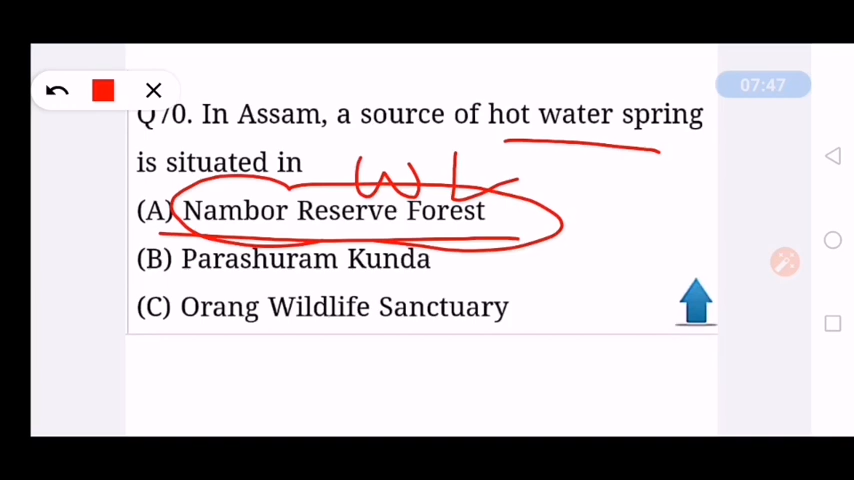 07:47
Q70. In Assam, a source of hot water spring
is situated in
WL
(A) Nambor Reserve Forest
(B) Parashuram Kunda
(C) Orang Wildlife Sanctuary